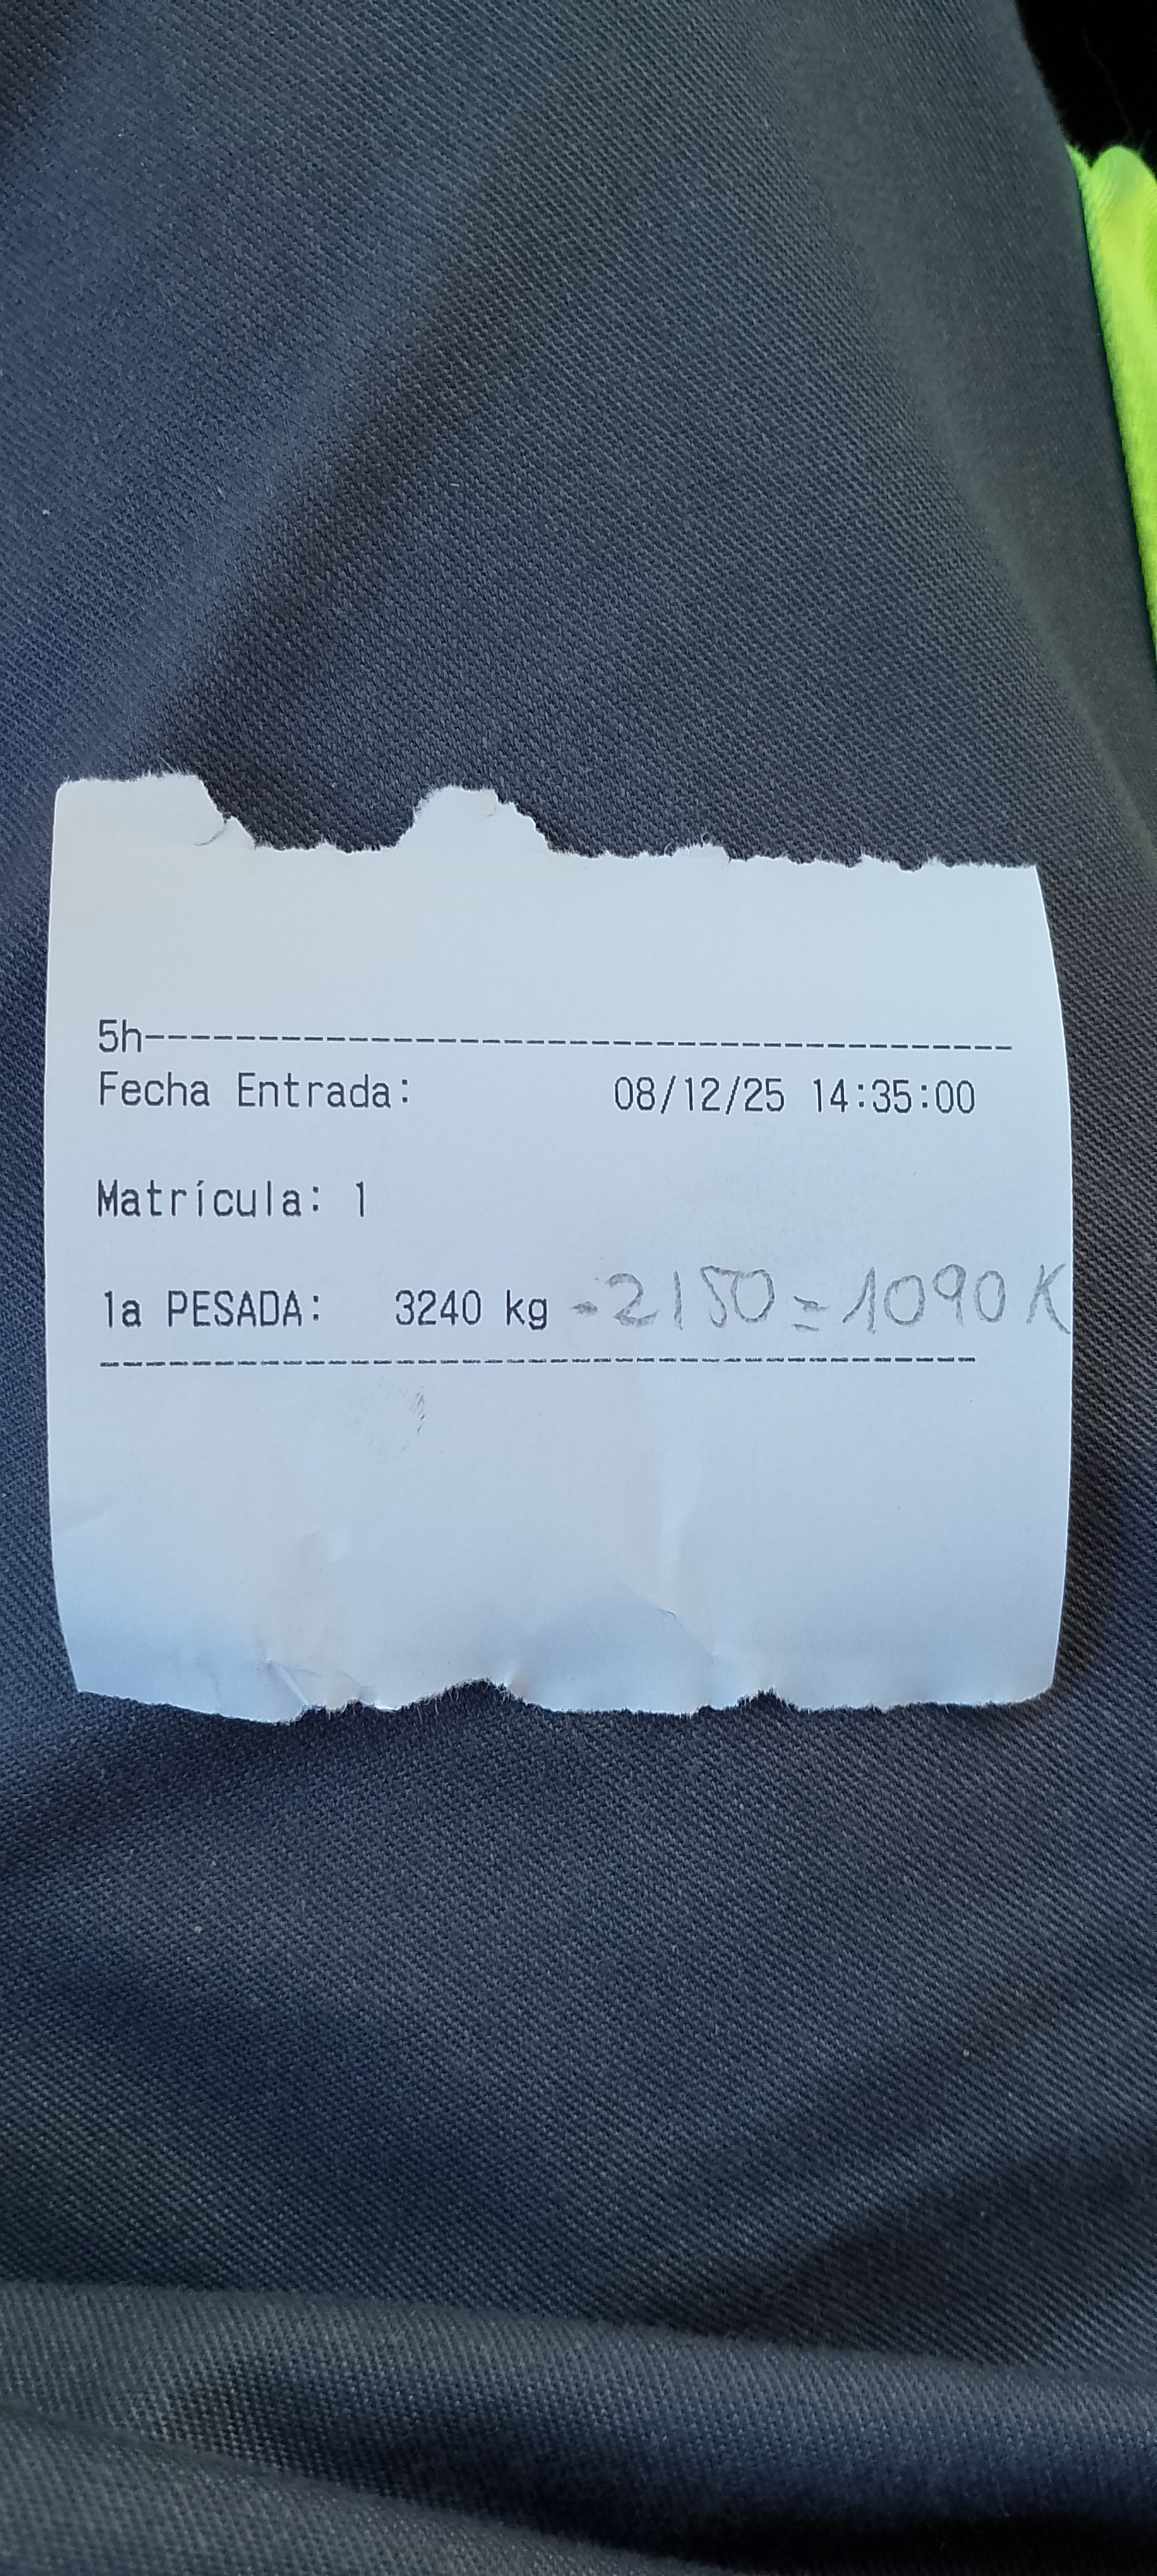 5h---------------------------------------
Fecha Entrada: 08/12/25 14:35:00
Matrícula: 1
1a PESADA: 3240 kg -2150=1090 K
---------------------------------------